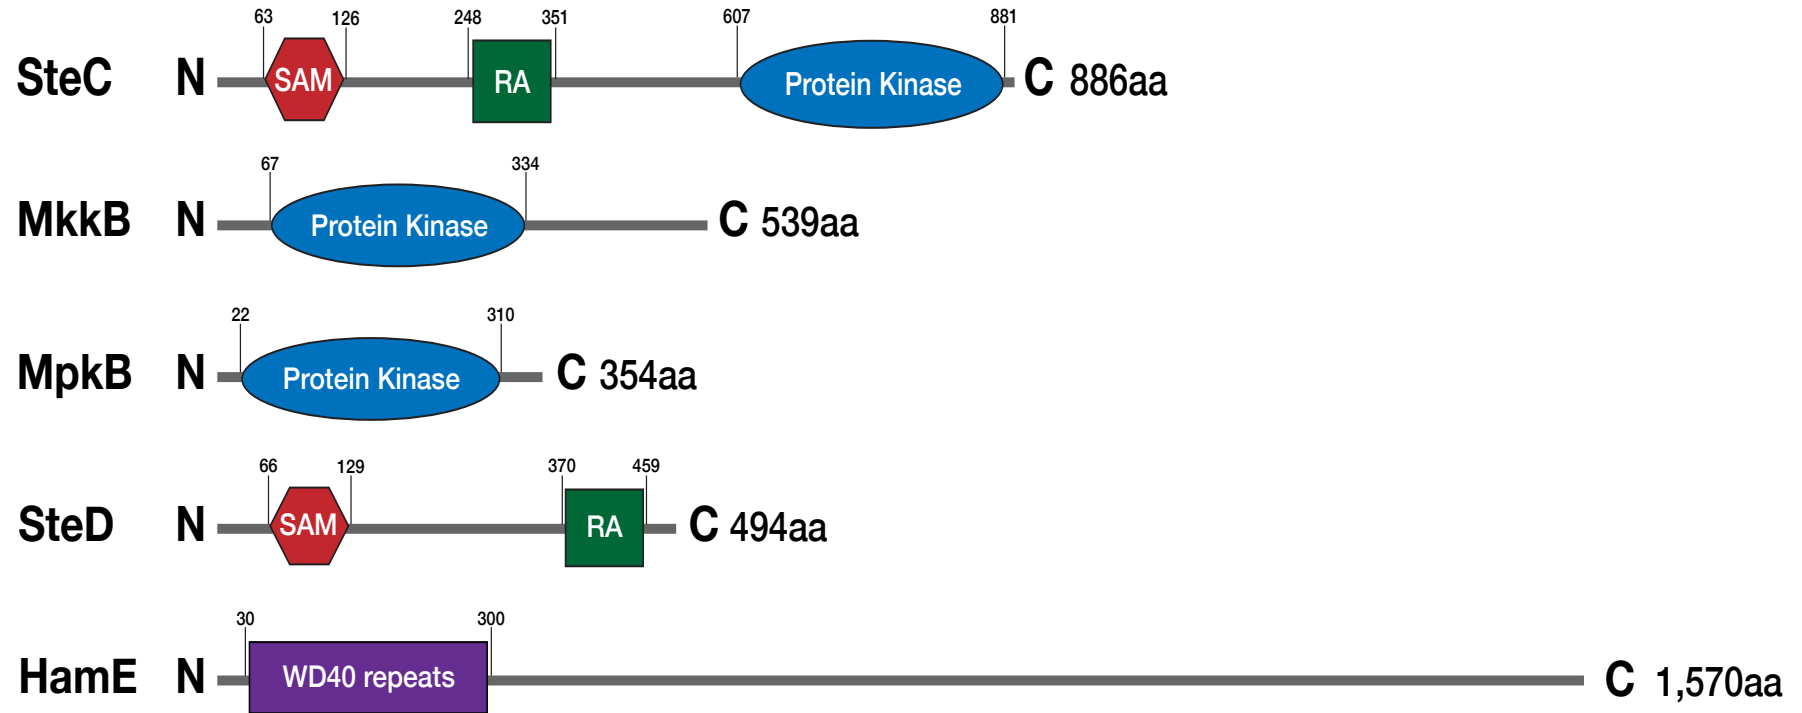 63 126 248 351 607 881
SteC N SAM RA Protein Kinase C 886aa
67 334
MkkB N Protein Kinase C 539aa
22 310
MpkB N Protein Kinase C 354aa
66 129 370 459
SteD N SAM RA C 494aa
30 300
HamE N WD40 repeats C 1,570aa